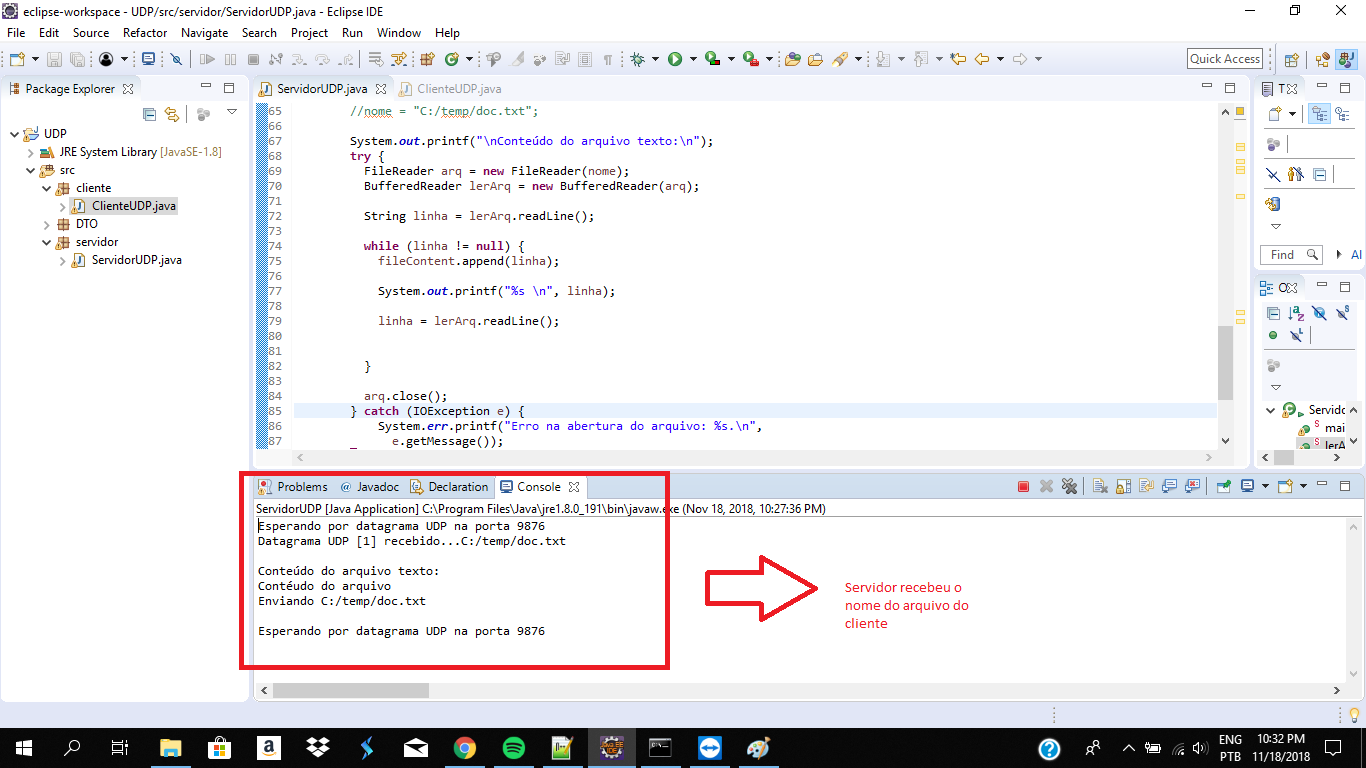 eclipse-workspace - UDP/src/servidor/ServidorUDP.java - Eclipse IDE
File Edit Source Refactor Navigate Search Project Run Window Help
Quick Access
Package Explorer
UDP
JRE System Library [JavaSE-1.8]
src
cliente
ClienteUDP.java
DTO
servidor
ServidorUDP.java
ServidorUDP.java ClienteUDP.java
65 //nome = "C:/temp/doc.txt";
66
67 System.out.printf("\nConteúdo do arquivo texto:\n");
68 try {
69 FileReader arq = new FileReader(nome);
70 BufferedReader lerArq = new BufferedReader(arq);
71
72 String linha = lerArq.readLine();
73
74 while (linha != null) {
75 fileContent.append(linha);
76
77 System.out.printf("%s \n", linha);
78
79 linha = lerArq.readLine();
80
81
82 }
83
84 arq.close();
85 } catch (IOException e) {
86 System.err.printf("Erro na abertura do arquivo: %s.\n",
87 e.getMessage());
T
Find
Al
O
Servido
mai
lerA
Problems @ Javadoc Declaration Console
ServidorUDP [Java Application] C:\Program Files\Java\jre1.8.0_191\bin\javaw.exe (Nov 18, 2018, 10:27:36 PM)
Esperando por datagrama UDP na porta 9876
Datagrama UDP [1] recebido...C:/temp/doc.txt
Conteúdo do arquivo texto:
Contéudo do arquivo
Enviando C:/temp/doc.txt
Esperando por datagrama UDP na porta 9876
Servidor recebeu o
nome do arquivo do
cliente
ENG
PTB
10:32 PM
11/18/2018